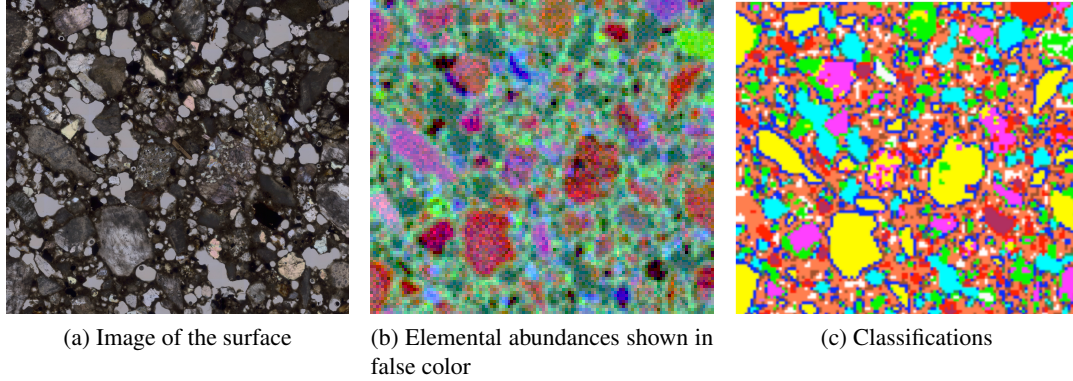 (a) Image of the surface
(b) Elemental abundances shown in
false color
(c) Classifications